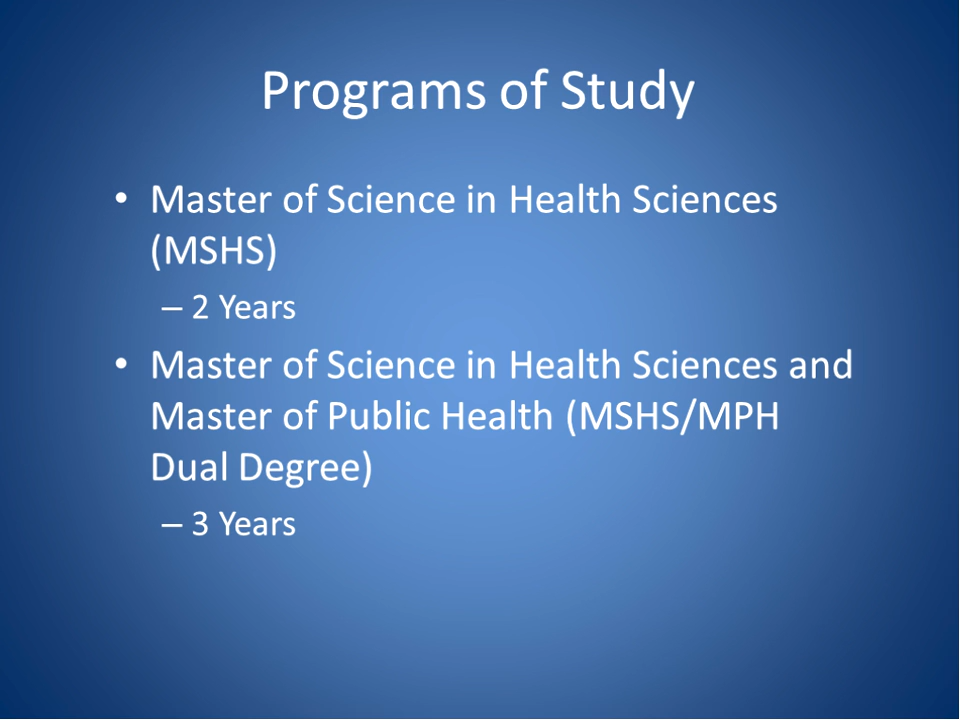 Programs of Study
• Master of Science in Health Sciences
(MSHS)
– 2 Years
• Master of Science in Health Sciences and
Master of Public Health (MSHS/MPH
Dual Degree)
– 3 Years